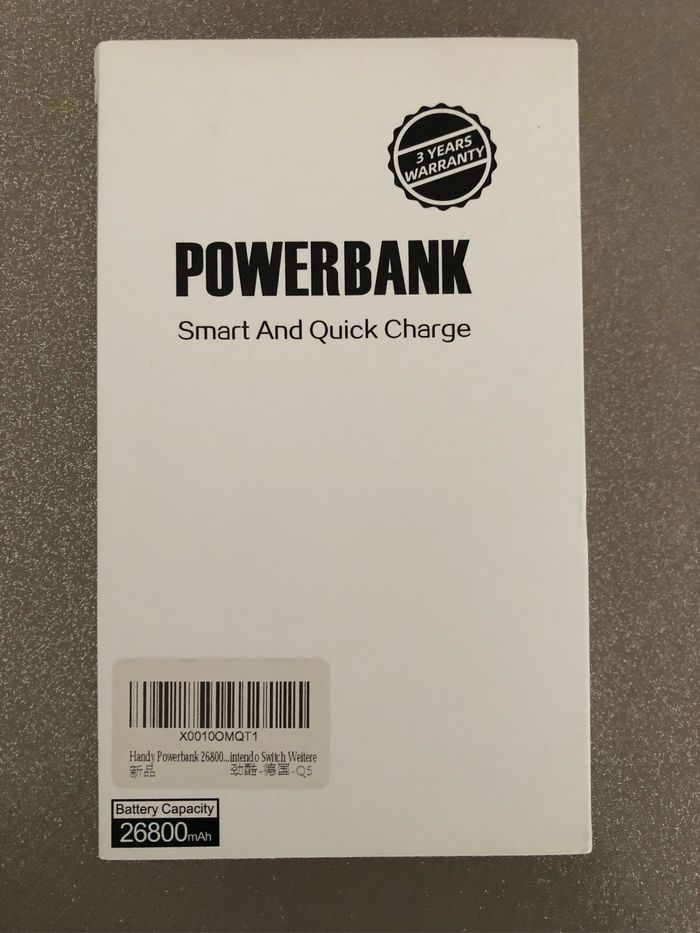 3 YEARS
WARRANTY
POWERBANK
Smart And Quick Charge
X0010OMQT1
Handy Powerbank 26800...intendo Switch Weitere
新品 劲酷-德国-Q5
Battery Capacity
26800mAh